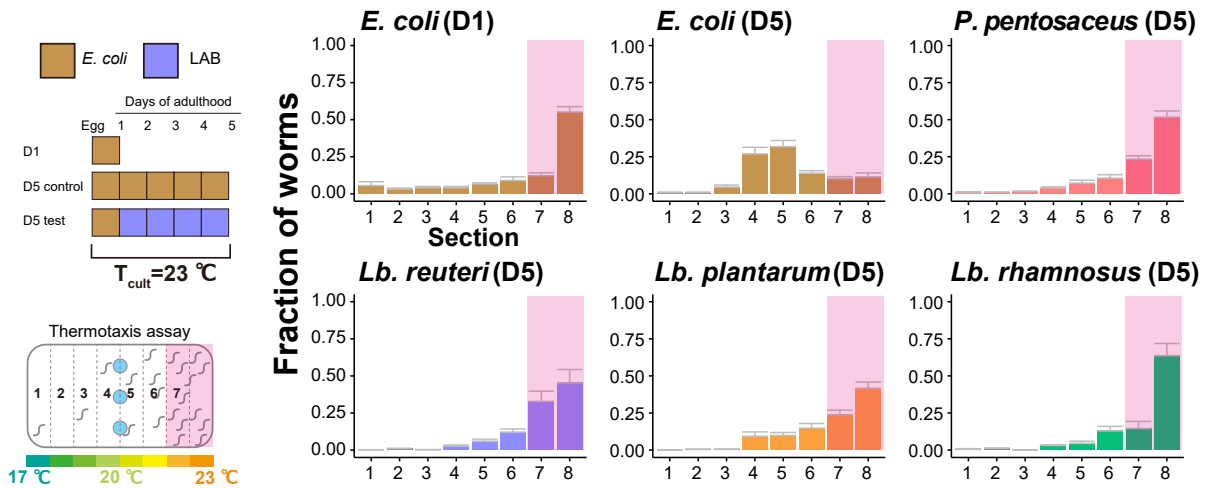 E. coli
LAB
Days of adulthood
Egg 1 2 3 4 5
D1
D5 control
D5 test
Tcult=23 ℃
Thermotaxis assay
1 2 3 4 5 6 7
17 ℃ 20 ℃ 23 ℃
Fraction of worms
E. coli (D1)
1.00
0.75
0.50
0.25
0.00
1 2 3 4 5 6 7 8
Section
E. coli (D5)
1.00
0.75
0.50
0.25
0.00
1 2 3 4 5 6 7 8
P. pentosaceus (D5)
1.00
0.75
0.50
0.25
0.00
1 2 3 4 5 6 7 8
Lb. reuteri (D5)
1.00
0.75
0.50
0.25
0.00
1 2 3 4 5 6 7 8
Lb. plantarum (D5)
1.00
0.75
0.50
0.25
0.00
1 2 3 4 5 6 7 8
Lb. rhamnosus (D5)
1.00
0.75
0.50
0.25
0.00
1 2 3 4 5 6 7 8